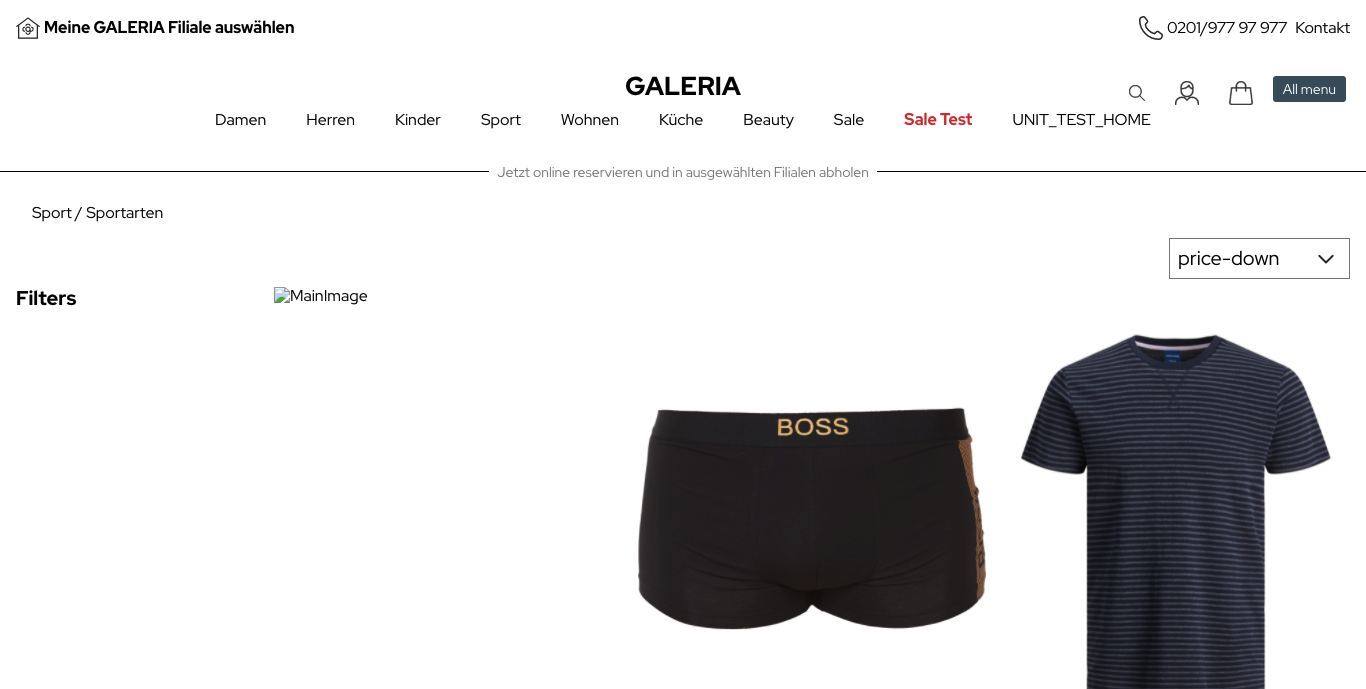 Meine GALERIA Filiale auswählen
0201/977 97 977 Kontakt
GALERIA
All menu
Damen Herren Kinder Sport Wohnen Küche Beauty Sale Sale Test UNIT_TEST_HOME
Jetzt online reservieren und in ausgewählten Filialen abholen
Sport / Sportarten
price-down
Filters
MainImage
BOSS